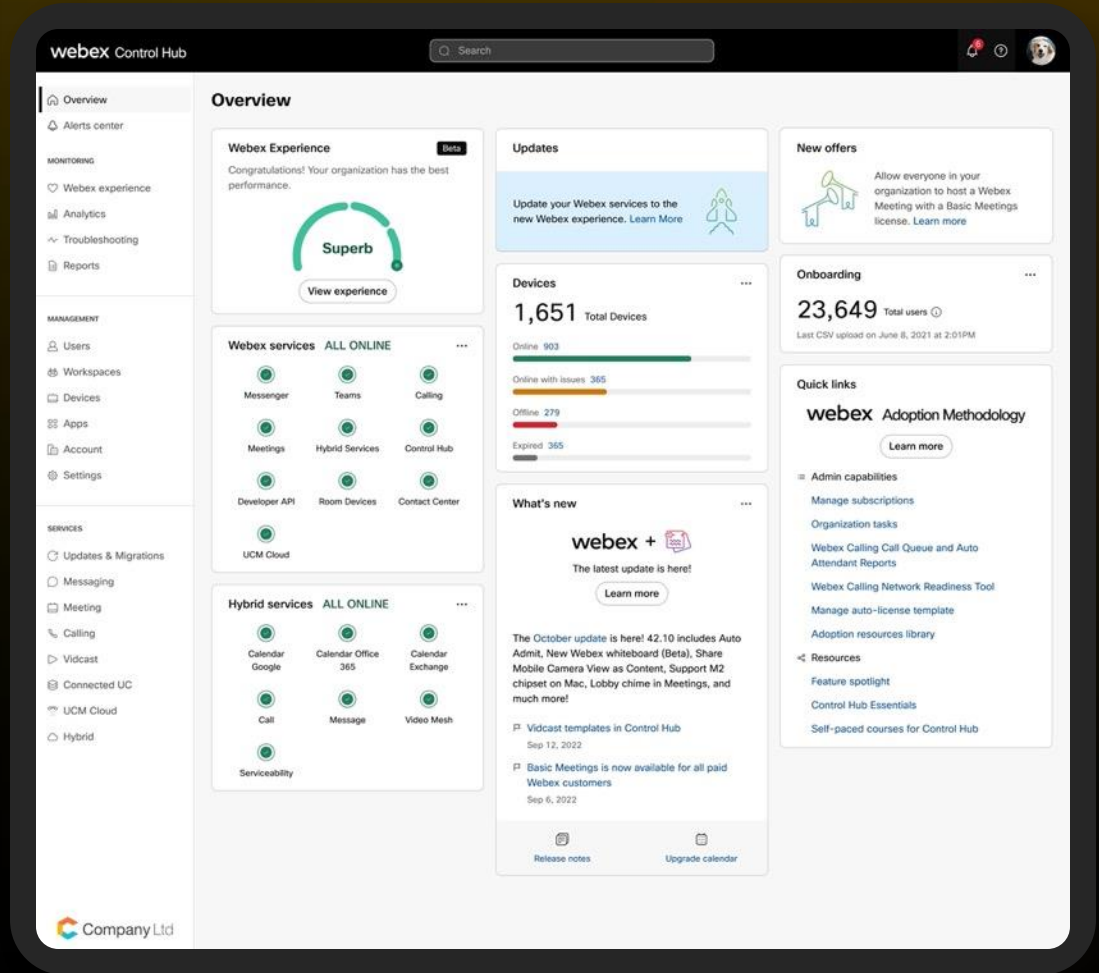 webex Control Hub
Search
6
Overview
Alerts center
MONITORING
Webex experience
Analytics
Troubleshooting
Reports
MANAGEMENT
Users
Workspaces
Devices
Apps
Account
Settings
SERVICES
Updates & Migrations
Messaging
Meeting
Calling
Vidcast
Connected UC
UCM Cloud
Hybrid
Company Ltd
Overview
Webex Experience
Beta
Congratulations! Your organization has the best
performance.
Superb
View experience
Webex services ALL ONLINE
Messenger Teams Calling
Meetings Hybrid Services Control Hub
Developer API Room Devices Contact Center
UCM Cloud
Hybrid services ALL ONLINE
Calendar Calendar Office Calendar
Google 365 Exchange
Call Message Video Mesh
Serviceability
Updates
Update your Webex services to the
new Webex experience. Learn More
Devices
1,651 Total Devices
Online 903
Online with issues 365
Offline 279
Expired 365
What's new
webex +
The latest update is here!
Learn more
The October update is here! 42.10 includes Auto
Admit, New Webex whiteboard (Beta), Share
Mobile Camera View as Content, Support M2
chipset on Mac, Lobby chime in Meetings, and
much more!
Vidcast templates in Control Hub
Sep 12, 2022
Basic Meetings is now available for all paid
Webex customers
Sep 6, 2022
Release notes Upgrade calendar
New offers
Allow everyone in your
organization to host a Webex
Meeting with a Basic Meetings
license. Learn more
Onboarding
23,649 Total users
Last CSV upload on June 8, 2021 at 2:01PM
Quick links
webex Adoption Methodology
Learn more
Admin capabilities
Manage subscriptions
Organization tasks
Webex Calling Call Queue and Auto
Attendant Reports
Webex Calling Network Readiness Tool
Manage auto-license template
Adoption resources library
Resources
Feature spotlight
Control Hub Essentials
Self-paced courses for Control Hub